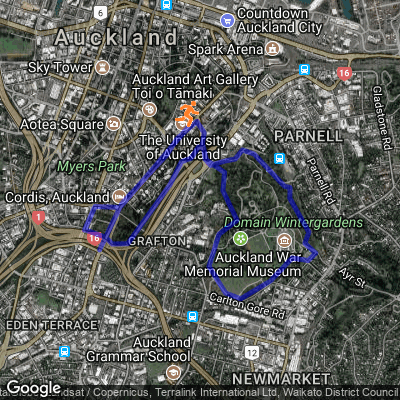 6
Countdown
Auckland City
Auckland
Spark Arena
Sky Tower
16
Auckland Art Gallery
Toi o Tāmaki
Gladstone Rd
Aotea Square
The University
of Auckland
PARNELL
Myers Park
Parnell Rd
Cordis, Auckland
1
Domain Wintergardens
16
GRAFTON
Auckland War
Memorial Museum
Ayr St
Carlton Gore Rd
EDEN TERRACE
Auckland
Grammar School
12
NEWMARKET
Google
andsat / Copernicus, Terralink International Ltd, Waikato District Council